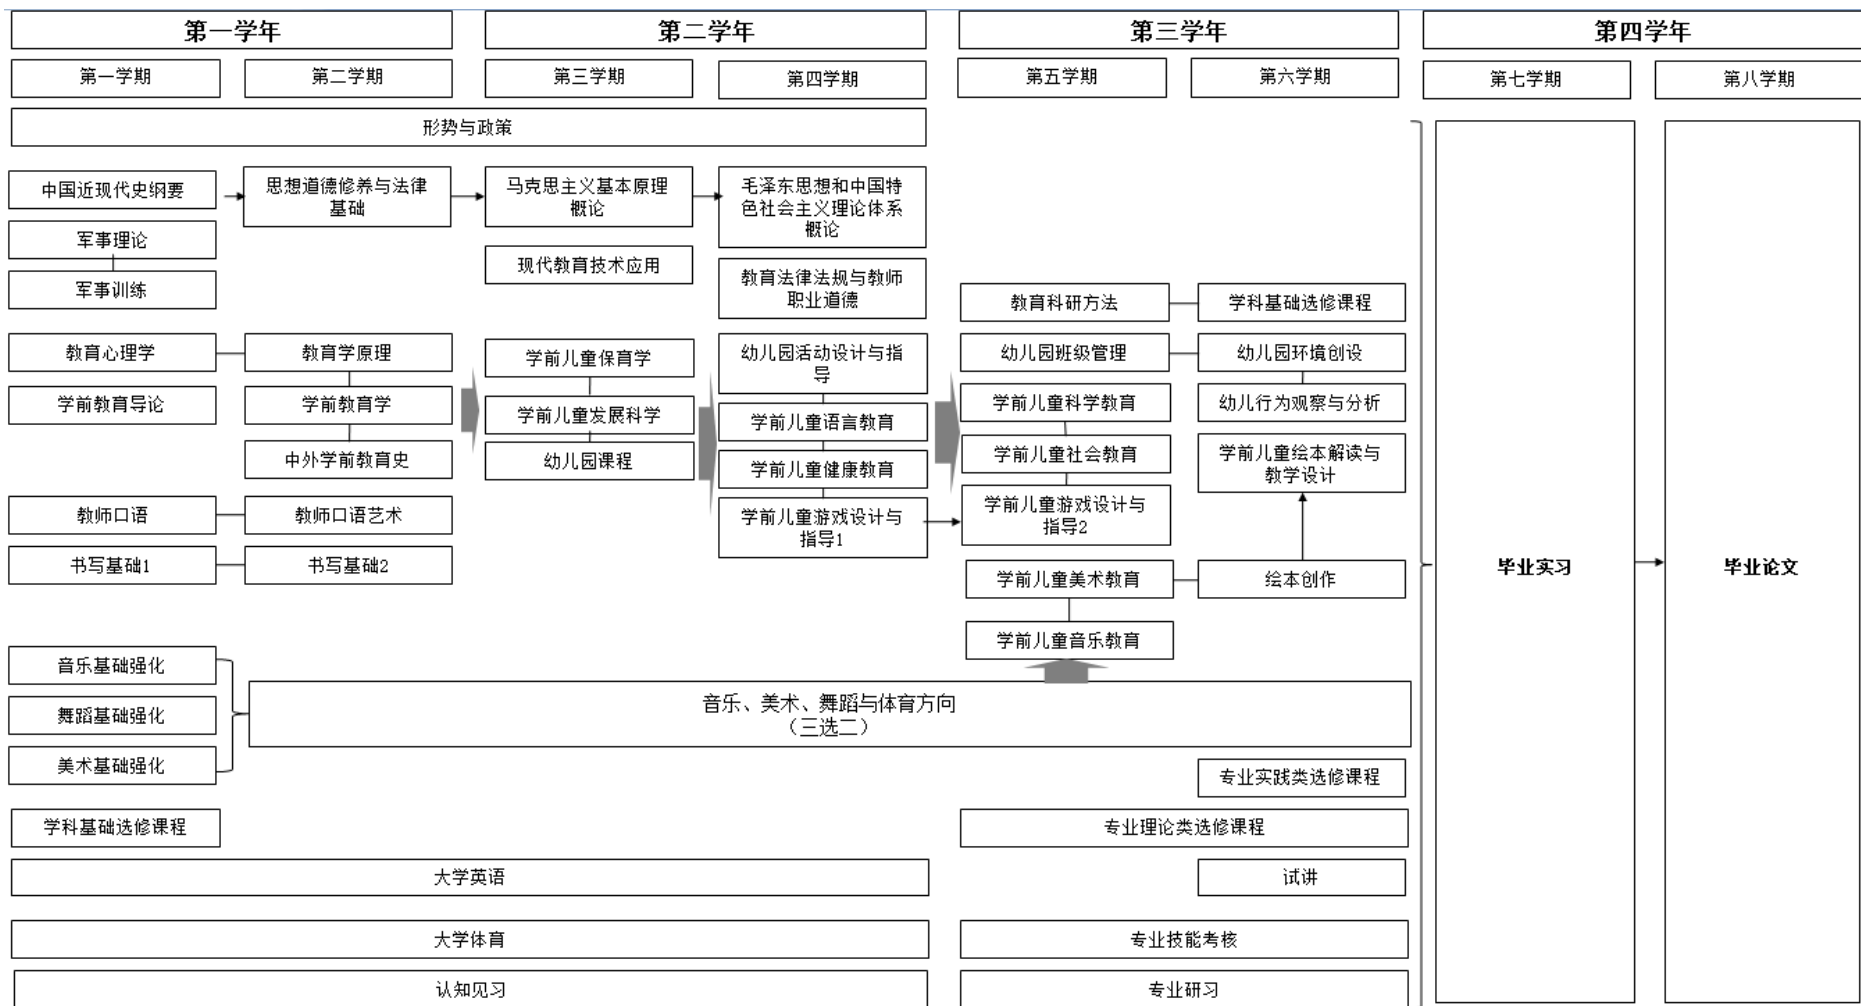 第一学年
第二学年
第三学年
第四学年
第一学期
第二学期
第三学期
第四学期
第五学期
第六学期
第七学期
第八学期
形势与政策
中国近现代史纲要
思想道德修养与法律
基础
马克思主义基本原理
概论
毛泽东思想和中国特
色社会主义理论体系
概论
军事理论
军事训练
现代教育技术应用
教育法律法规与教师
职业道德
教育科研方法
学科基础选修课程
教育心理学
教育学原理
学前儿童保育学
幼儿园活动设计与指
导
幼儿园班级管理
幼儿园环境创设
学前教育导论
学前教育学
学前儿童发展科学
学前儿童语言教育
学前儿童科学教育
幼儿行为观察与分析
中外学前教育史
幼儿园课程
学前儿童健康教育
学前儿童社会教育
学前儿童绘本解读与
教学设计
教师口语
教师口语艺术
学前儿童游戏设计与
指导1
学前儿童游戏设计与
指导2
书写基础1
书写基础2
学前儿童美术教育
绘本创作
毕业实习
毕业论文
学前儿童音乐教育
音乐基础强化
舞蹈基础强化
美术基础强化
音乐、美术、舞蹈与体育方向
（三选二）
专业实践类选修课程
学科基础选修课程
专业理论类选修课程
大学英语
试讲
大学体育
专业技能考核
认知见习
专业研习